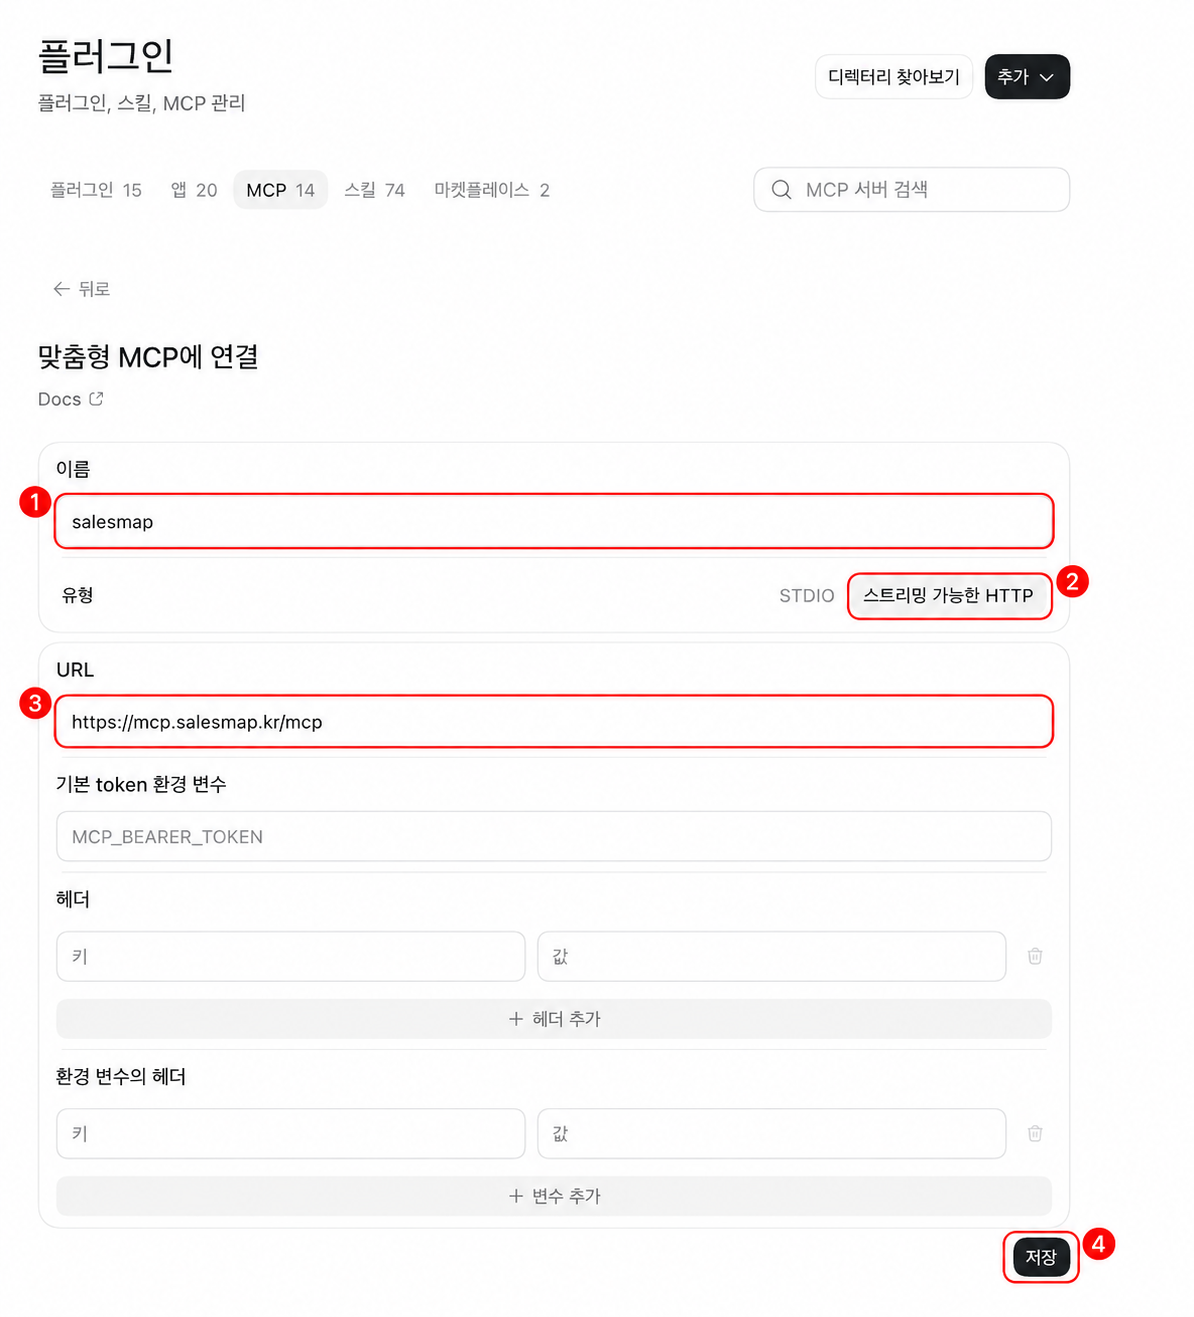 플러그인
플러그인, 스킬, MCP 관리
디렉터리 찾아보기
추가
플러그인 15
앱 20
MCP 14
스킬 74
마켓플레이스 2
MCP 서버 검색
뒤로
맞춤형 MCP에 연결
Docs
이름
1
salesmap
유형
STDIO
스트리밍 가능한 HTTP
2
URL
3
https://mcp.salesmap.kr/mcp
기본 token 환경 변수
MCP_BEARER_TOKEN
헤더
키
값
+ 헤더 추가
환경 변수의 헤더
키
값
+ 변수 추가
저장
4